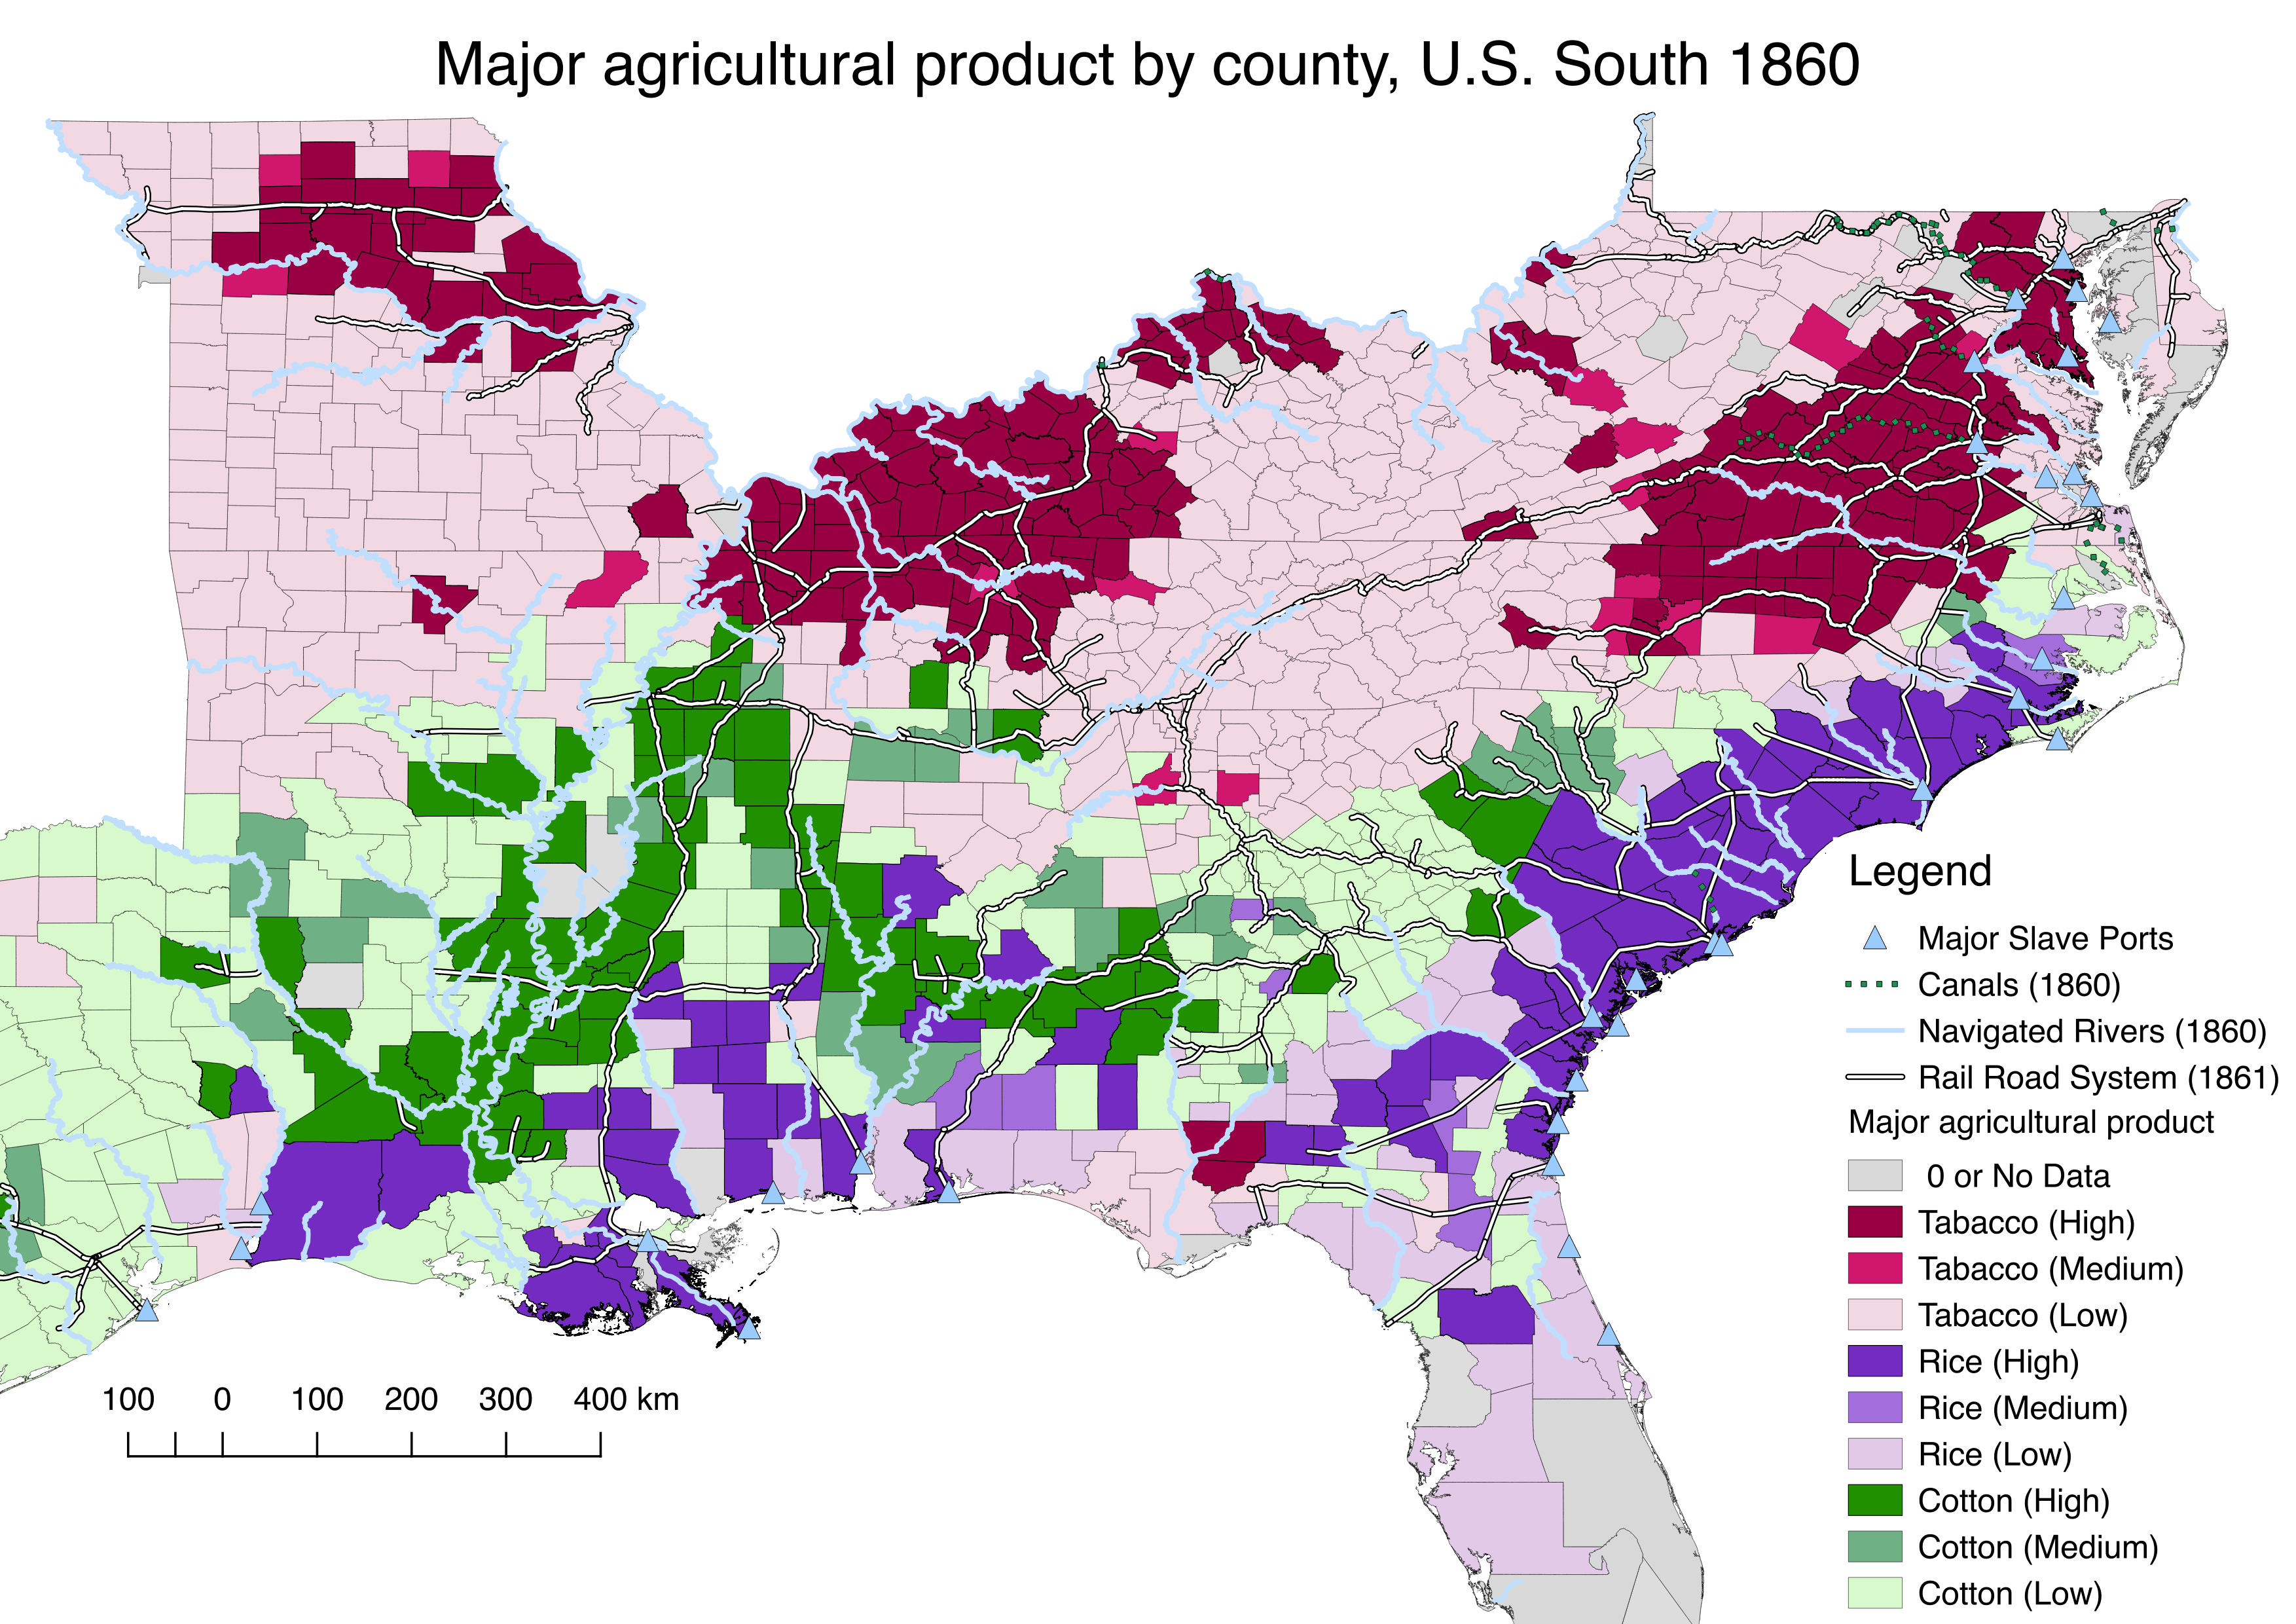 Major agricultural product by county, U.S. South 1860
Legend
Major Slave Ports
Canals (1860)
Navigated Rivers (1860)
Rail Road System (1861)
Major agricultural product
0 or No Data
Tabacco (High)
Tabacco (Medium)
Tabacco (Low)
Rice (High)
Rice (Medium)
Rice (Low)
Cotton (High)
Cotton (Medium)
Cotton (Low)
100 0 100 200 300 400 km